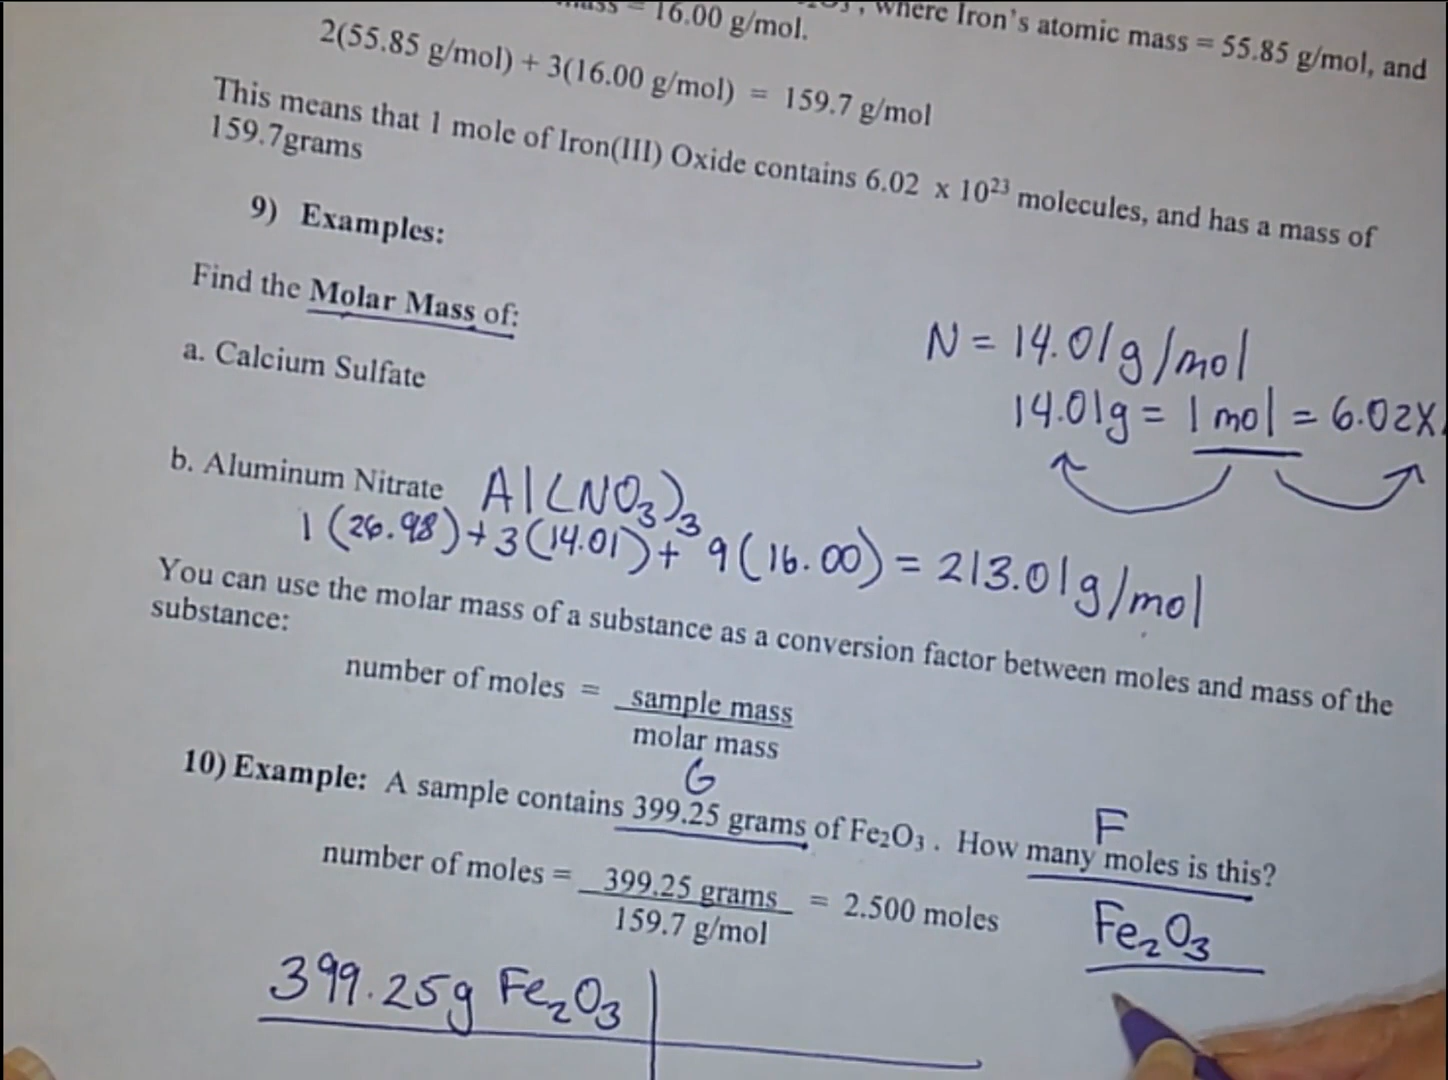 mass = 16.00 g/mol. , where Iron's atomic mass = 55.85 g/mol, and
2(55.85 g/mol) + 3(16.00 g/mol) = 159.7 g/mol
This means that 1 mole of Iron(III) Oxide contains 6.02 x 10²³ molecules, and has a mass of
159.7grams
9) Examples:
Find the Molar Mass of:
N = 14.01g/mol
a. Calcium Sulfate
14.01g = 1 mol = 6.02X
b. Aluminum Nitrate Al(NO₃)₃
1(26.98)+3(14.01)+9(16.00)=213.01g/mol
You can use the molar mass of a substance as a conversion factor between moles and mass of the
substance:
number of moles = sample mass
molar mass
G
10) Example: A sample contains 399.25 grams of Fe₂O₃. How many moles is this?
F
number of moles = 399.25 grams = 2.500 moles
159.7 g/mol
Fe₂O₃
399.25g Fe₂O₃